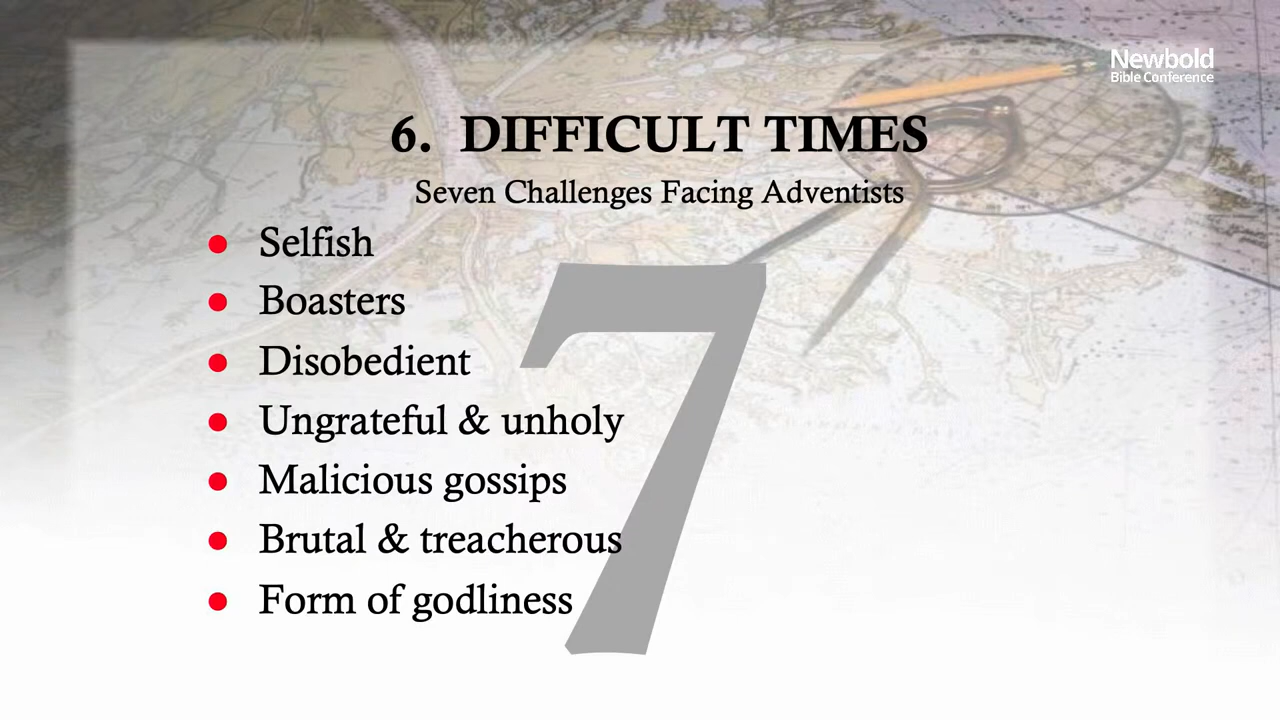 Newbold
Bible Conference
6. DIFFICULT TIMES
Seven Challenges Facing Adventists
● Selfish
● Boasters
● Disobedient
● Ungrateful & unholy
● Malicious gossips
● Brutal & treacherous
● Form of godliness
7